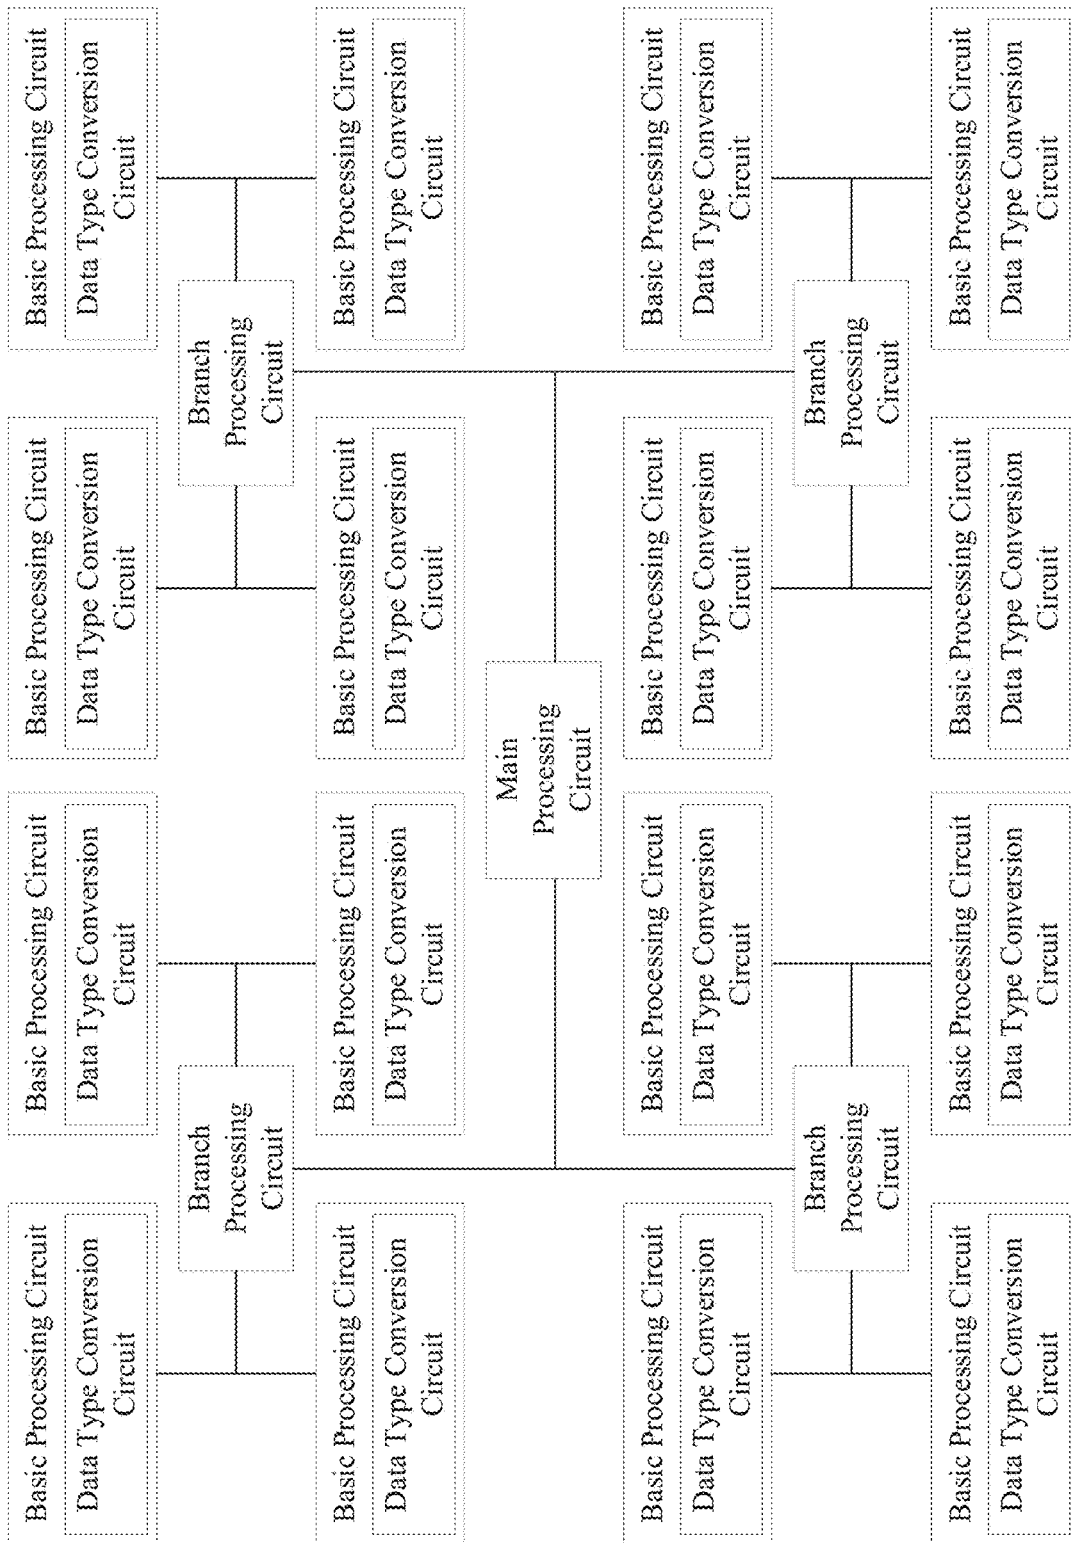 Basic Processing Circuit
Data Type Conversion
Circuit
Basic Processing Circuit
Data Type Conversion
Circuit
Basic Processing Circuit
Data Type Conversion
Circuit
Basic Processing Circuit
Data Type Conversion
Circuit
Branch
Processing
Circuit
Branch
Processing
Circuit
Basic Processing Circuit
Data Type Conversion
Circuit
Basic Processing Circuit
Data Type Conversion
Circuit
Basic Processing Circuit
Data Type Conversion
Circuit
Basic Processing Circuit
Data Type Conversion
Circuit
Main
Processing
Circuit
Basic Processing Circuit
Data Type Conversion
Circuit
Basic Processing Circuit
Data Type Conversion
Circuit
Basic Processing Circuit
Data Type Conversion
Circuit
Basic Processing Circuit
Data Type Conversion
Circuit
Branch
Processing
Circuit
Branch
Processing
Circuit
Basic Processing Circuit
Data Type Conversion
Circuit
Basic Processing Circuit
Data Type Conversion
Circuit
Basic Processing Circuit
Data Type Conversion
Circuit
Basic Processing Circuit
Data Type Conversion
Circuit